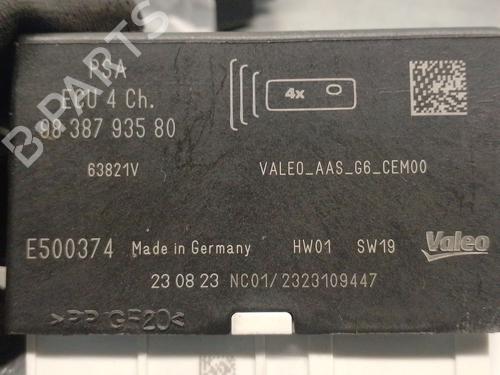 B-PARTS
PSA
ECU 4 Ch.
98 387 935 80
4x
63821V
VALEO_AAS_G6_CEM00
E500374 Made in Germany HW01 SW19 Valeo
23 08 23 NC01/2323109447
>PP-GF20<